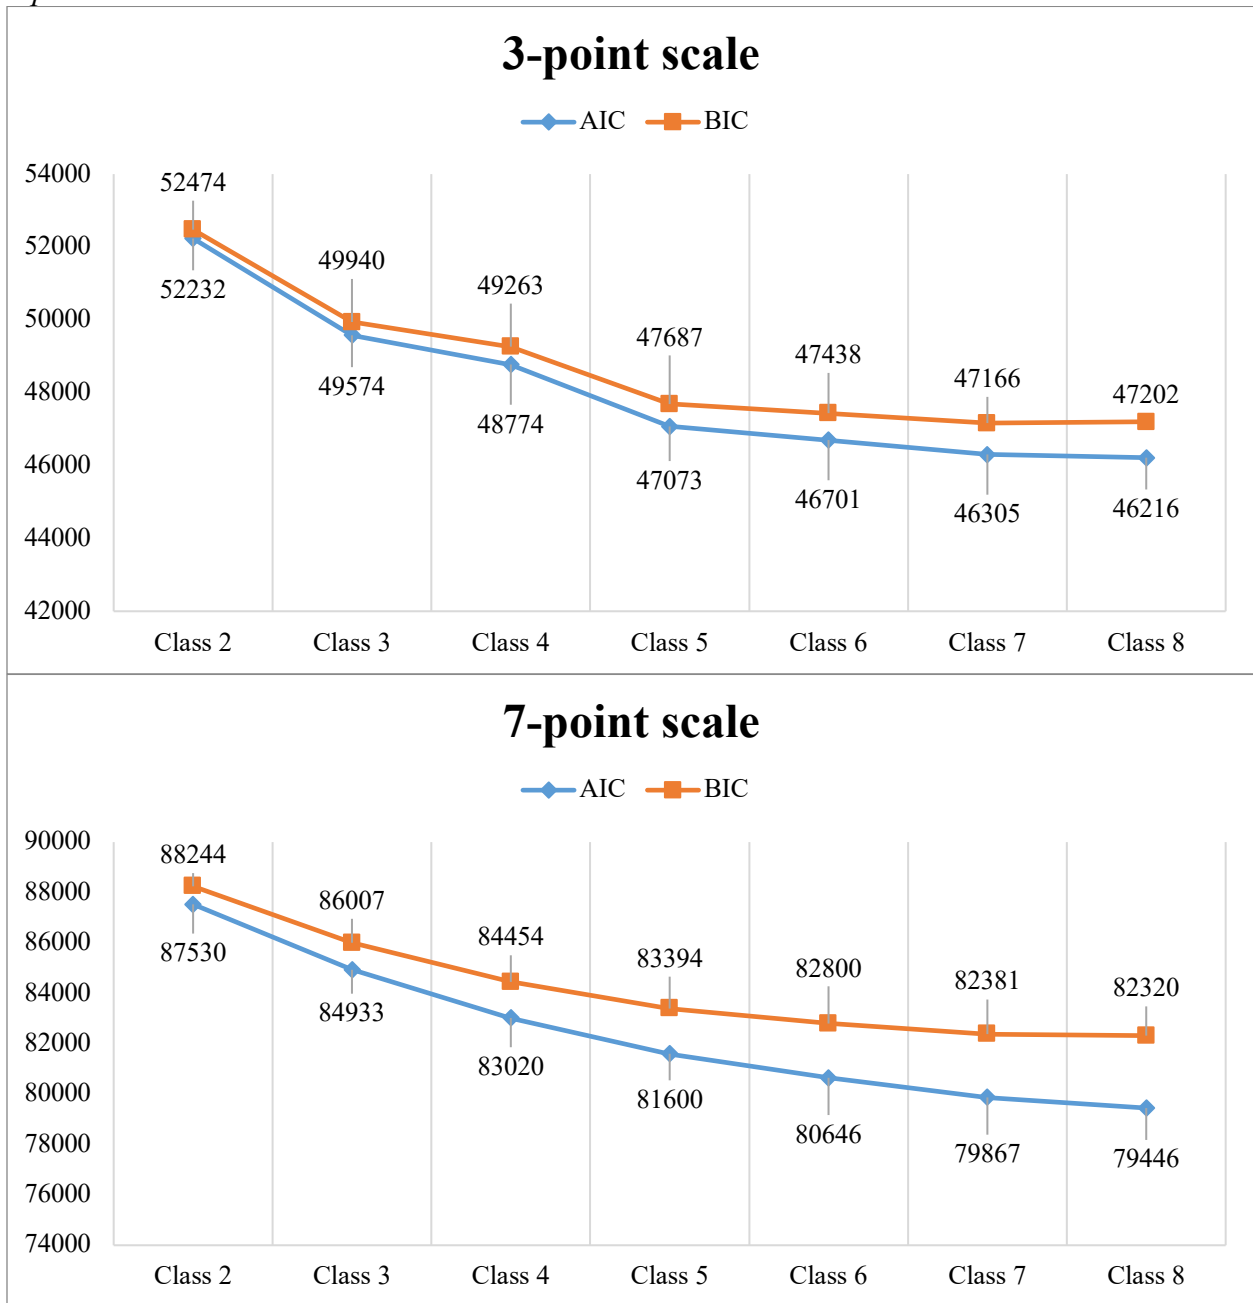 3-point scale
AIC BIC
54000
52000
50000
48000
46000
44000
42000
52474 49940 49263 47687 47438 47166 47202
52232 49574 48774 47073 46701 46305 46216
Class 2 Class 3 Class 4 Class 5 Class 6 Class 7 Class 8
7-point scale
AIC BIC
90000
88000
86000
84000
82000
80000
78000
76000
74000
88244 86007 84454 83394 82800 82381 82320
87530 84933 83020 81600 80646 79867 79446
Class 2 Class 3 Class 4 Class 5 Class 6 Class 7 Class 8